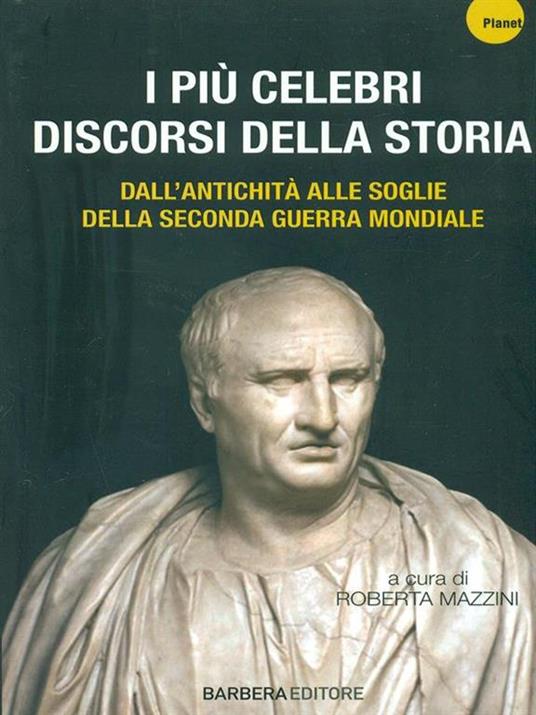 Planet
I PIÙ CELEBRI
DISCORSI DELLA STORIA
DALL'ANTICHITÀ ALLE SOGLIE
DELLA SECONDA GUERRA MONDIALE
a cura di
ROBERTA MAZZINI
BARBERA EDITORE